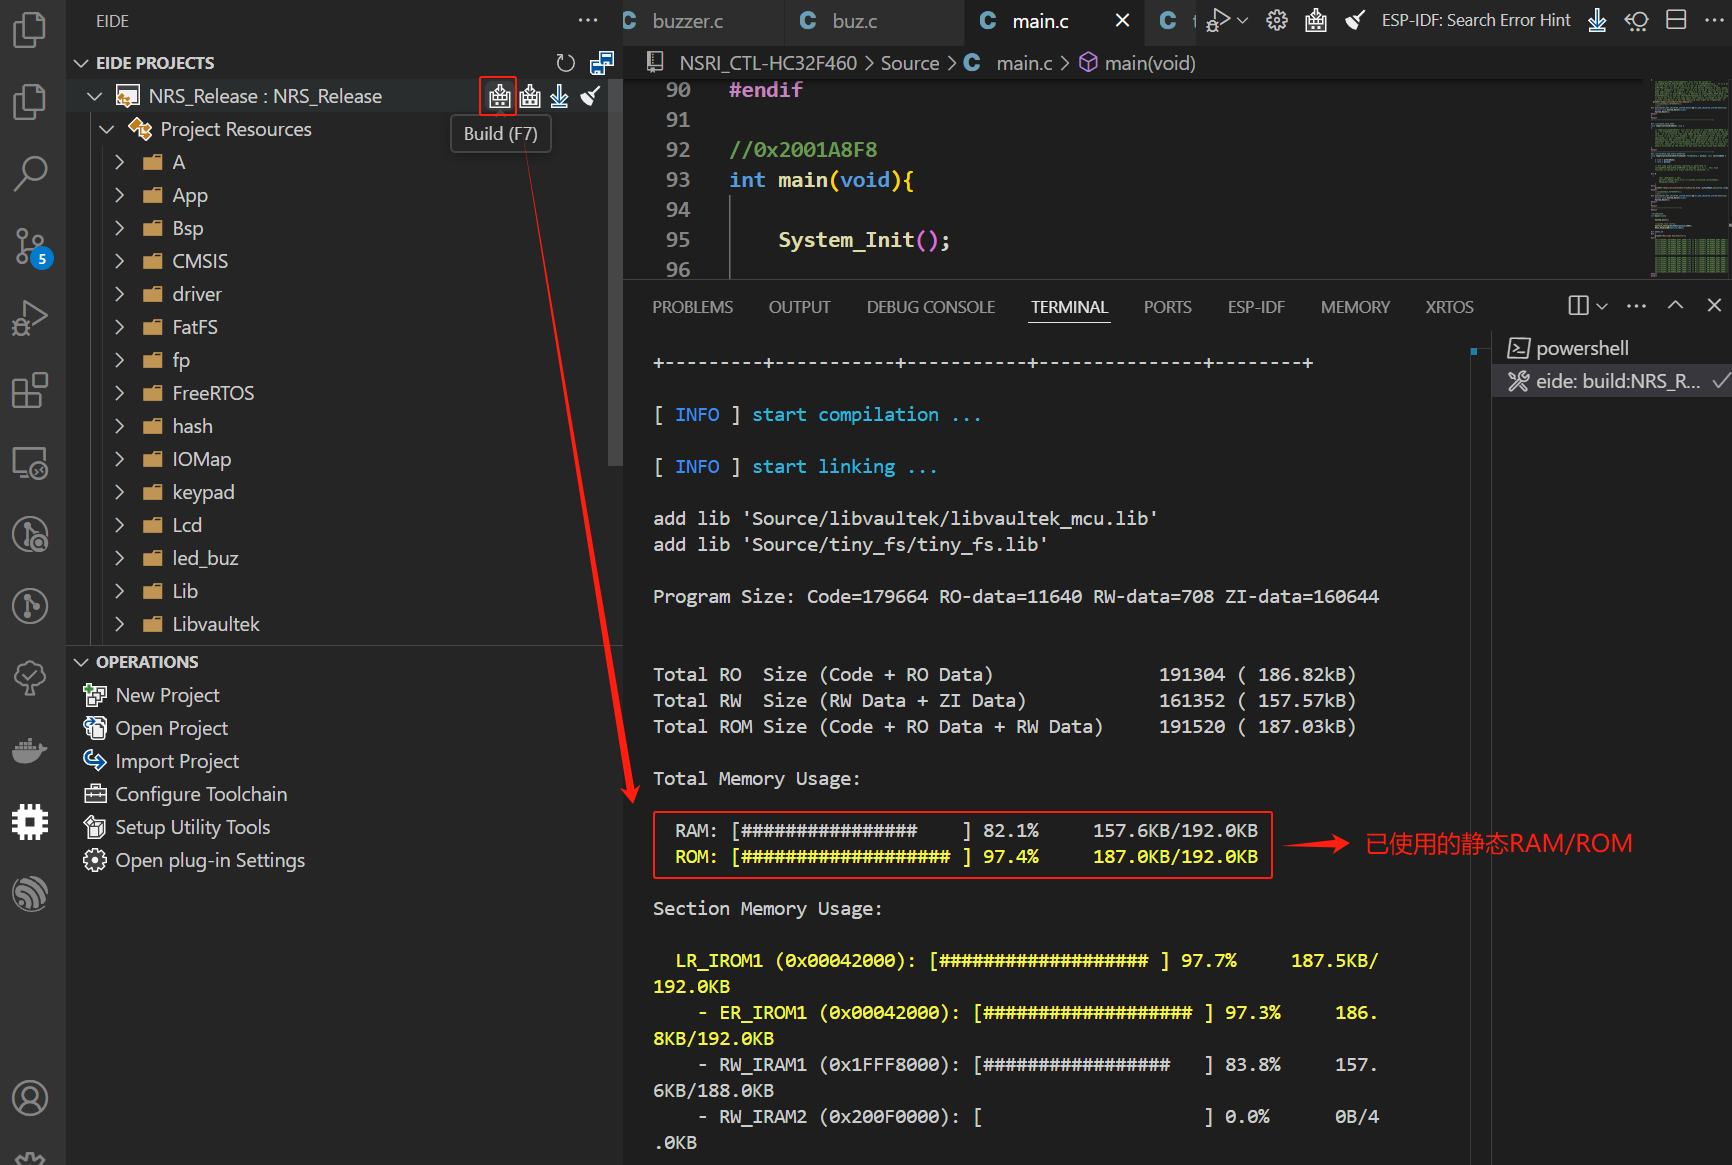 EIDE
EIDE PROJECTS
NRS_Release : NRS_Release
Build (F7)
Project Resources
A
App
Bsp
CMSIS
driver
FatFS
fp
FreeRTOS
hash
IOMap
keypad
Lcd
led_buz
Lib
Libvaultek
OPERATIONS
New Project
Open Project
Import Project
Configure Toolchain
Setup Utility Tools
Open plug-in Settings
5
C buzzer.c
C buz.c
C main.c
C
ESP-IDF: Search Error Hint
NSRI_CTL-HC32F460 > Source > C main.c > main(void)
90 #endif
91
92 //0x2001A8F8
93 int main(void){
94
95 System_Init();
96
PROBLEMS OUTPUT DEBUG CONSOLE TERMINAL PORTS ESP-IDF MEMORY XRTOS
powershell
eide: build:NRS_R...
+---------+-----------+-----------+---------------+--------+
[ INFO ] start compilation ...
[ INFO ] start linking ...
add lib 'Source/libvaultek/libvaultek_mcu.lib'
add lib 'Source/tiny_fs/tiny_fs.lib'
Program Size: Code=179664 RO-data=11640 RW-data=708 ZI-data=160644
Total RO  Size (Code + RO Data) 191304 ( 186.82kB)
Total RW  Size (RW Data + ZI Data) 161352 ( 157.57kB)
Total ROM Size (Code + RO Data + RW Data) 191520 ( 187.03kB)
Total Memory Usage:
RAM: [################    ] 82.1% 157.6KB/192.0KB
ROM: [################### ] 97.4% 187.0KB/192.0KB
已使用的静态RAM/ROM
Section Memory Usage:
LR_IROM1 (0x00042000): [################### ] 97.7% 187.5KB/
192.0KB
- ER_IROM1 (0x00042000): [################### ] 97.3% 186.
8KB/192.0KB
- RW_IRAM1 (0x1FFF8000): [#################   ] 83.8% 157.
6KB/188.0KB
- RW_IRAM2 (0x200F0000): [                    ] 0.0% 0B/4
.0KB